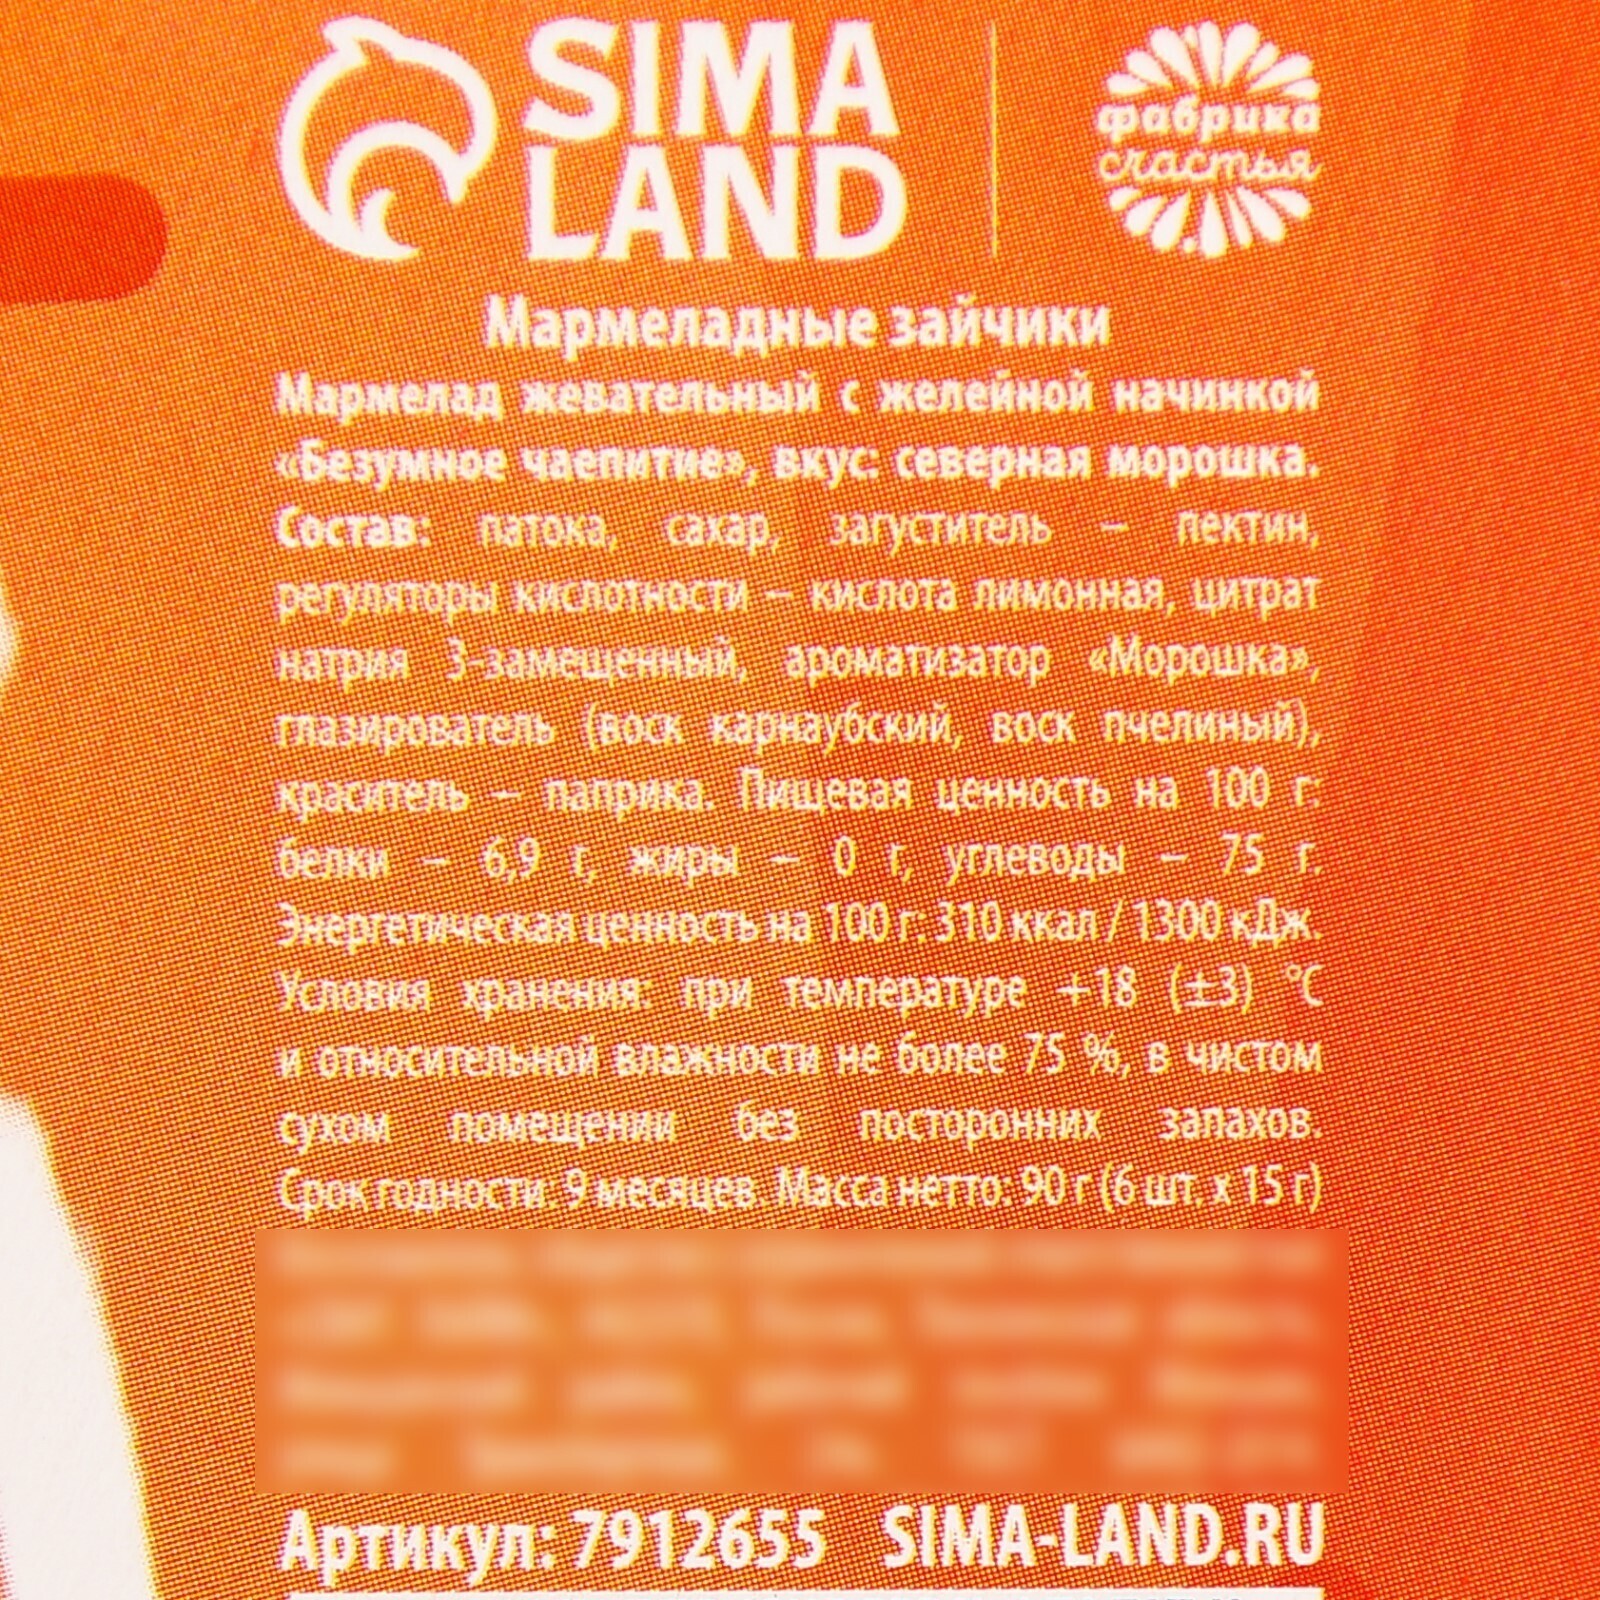 SIMA
LAND
фабрика
счастья
Мармеладные зайчики
Мармелад жевательный с желейной начинкой
«Безумное чаепитие», вкус: северная морошка.
Состав: патока, сахар, загуститель – пектин,
регуляторы кислотности – кислота лимонная, цитрат
натрия 3-замещенный, ароматизатор «Морошка»,
глазирователь (воск карнаубский, воск пчелиный),
краситель – паприка. Пищевая ценность на 100 г:
белки – 6,9 г, жиры – 0 г, углеводы – 75 г.
Энергетическая ценность на 100 г: 310 ккал / 1300 кДж.
Условия хранения: при температуре +18 (±3) °С
и относительной влажности не более 75 %, в чистом
сухом помещении без посторонних запахов.
Срок годности: 9 месяцев. Масса нетто: 90 г (6 шт. х 15 г)
Артикул: 7912655 SIMA-LAND.RU